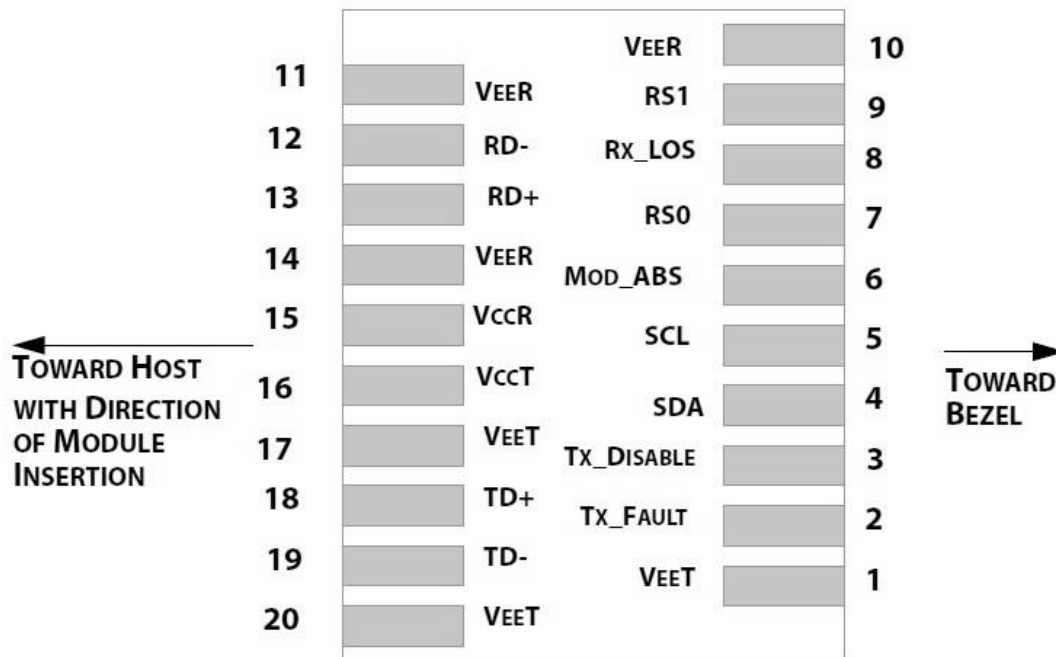 11 VEER
12 RD-
13 RD+
14 VEER
15 VCCR
16 VCCT
17 VEET
18 TD+
19 TD-
20 VEET
VEER 10
RS1 9
RX_LOS 8
RS0 7
MOD_ABS 6
SCL 5
SDA 4
TX_DISABLE 3
TX_FAULT 2
VEET 1
TOWARD HOST
WITH DIRECTION
OF MODULE
INSERTION
TOWARD
BEZEL